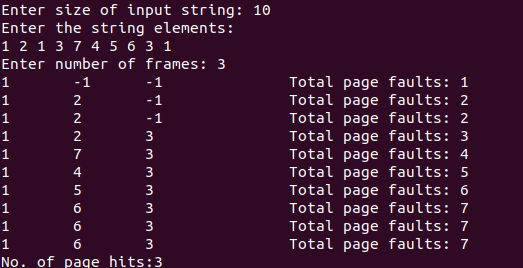 Enter size of input string: 10
Enter the string elements:
1 2 1 3 7 4 5 6 3 1
Enter number of frames: 3
1 -1 -1 Total page faults: 1
1 2 -1 Total page faults: 2
1 2 -1 Total page faults: 2
1 2 3 Total page faults: 3
1 7 3 Total page faults: 4
1 4 3 Total page faults: 5
1 5 3 Total page faults: 6
1 6 3 Total page faults: 7
1 6 3 Total page faults: 7
1 6 3 Total page faults: 7
No. of page hits:3